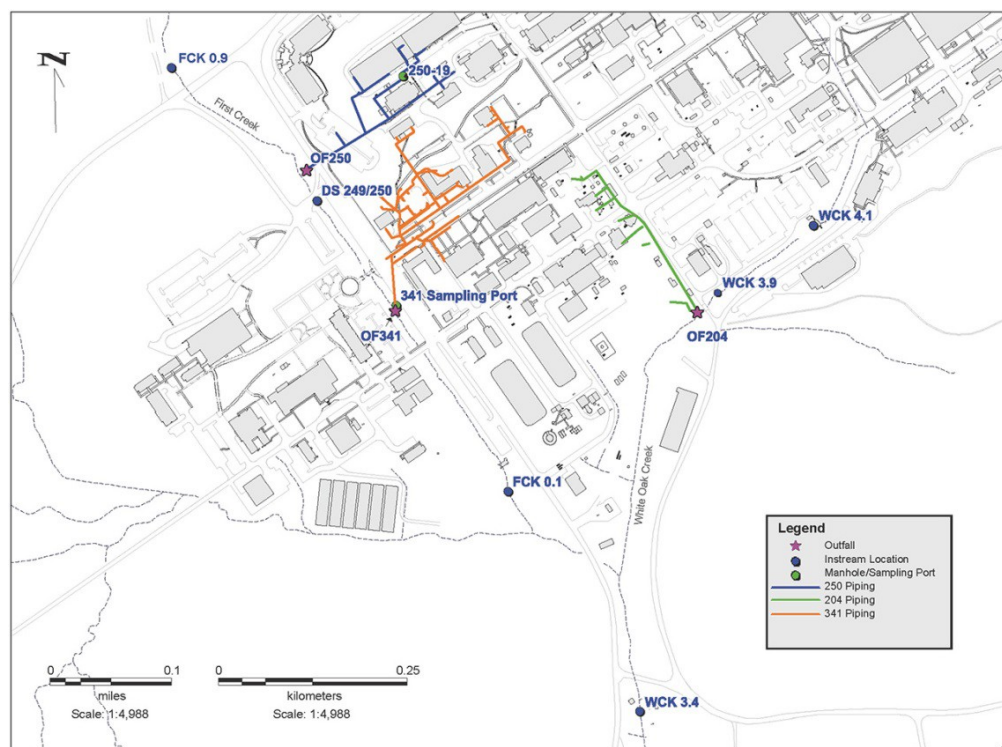 N
FCK 0.9
First Creek
250-19
OF250
DS 249/250
WCK 4.1
WCK 3.9
341 Sampling Port
OF341
OF204
White Oak Creek
FCK 0.1
Legend
Outfall
Instream Location
Manhole/Sampling Port
250 Piping
204 Piping
341 Piping
0 0.1
miles
Scale: 1:4,988
0 0.25
kilometers
Scale: 1:4,988
WCK 3.4